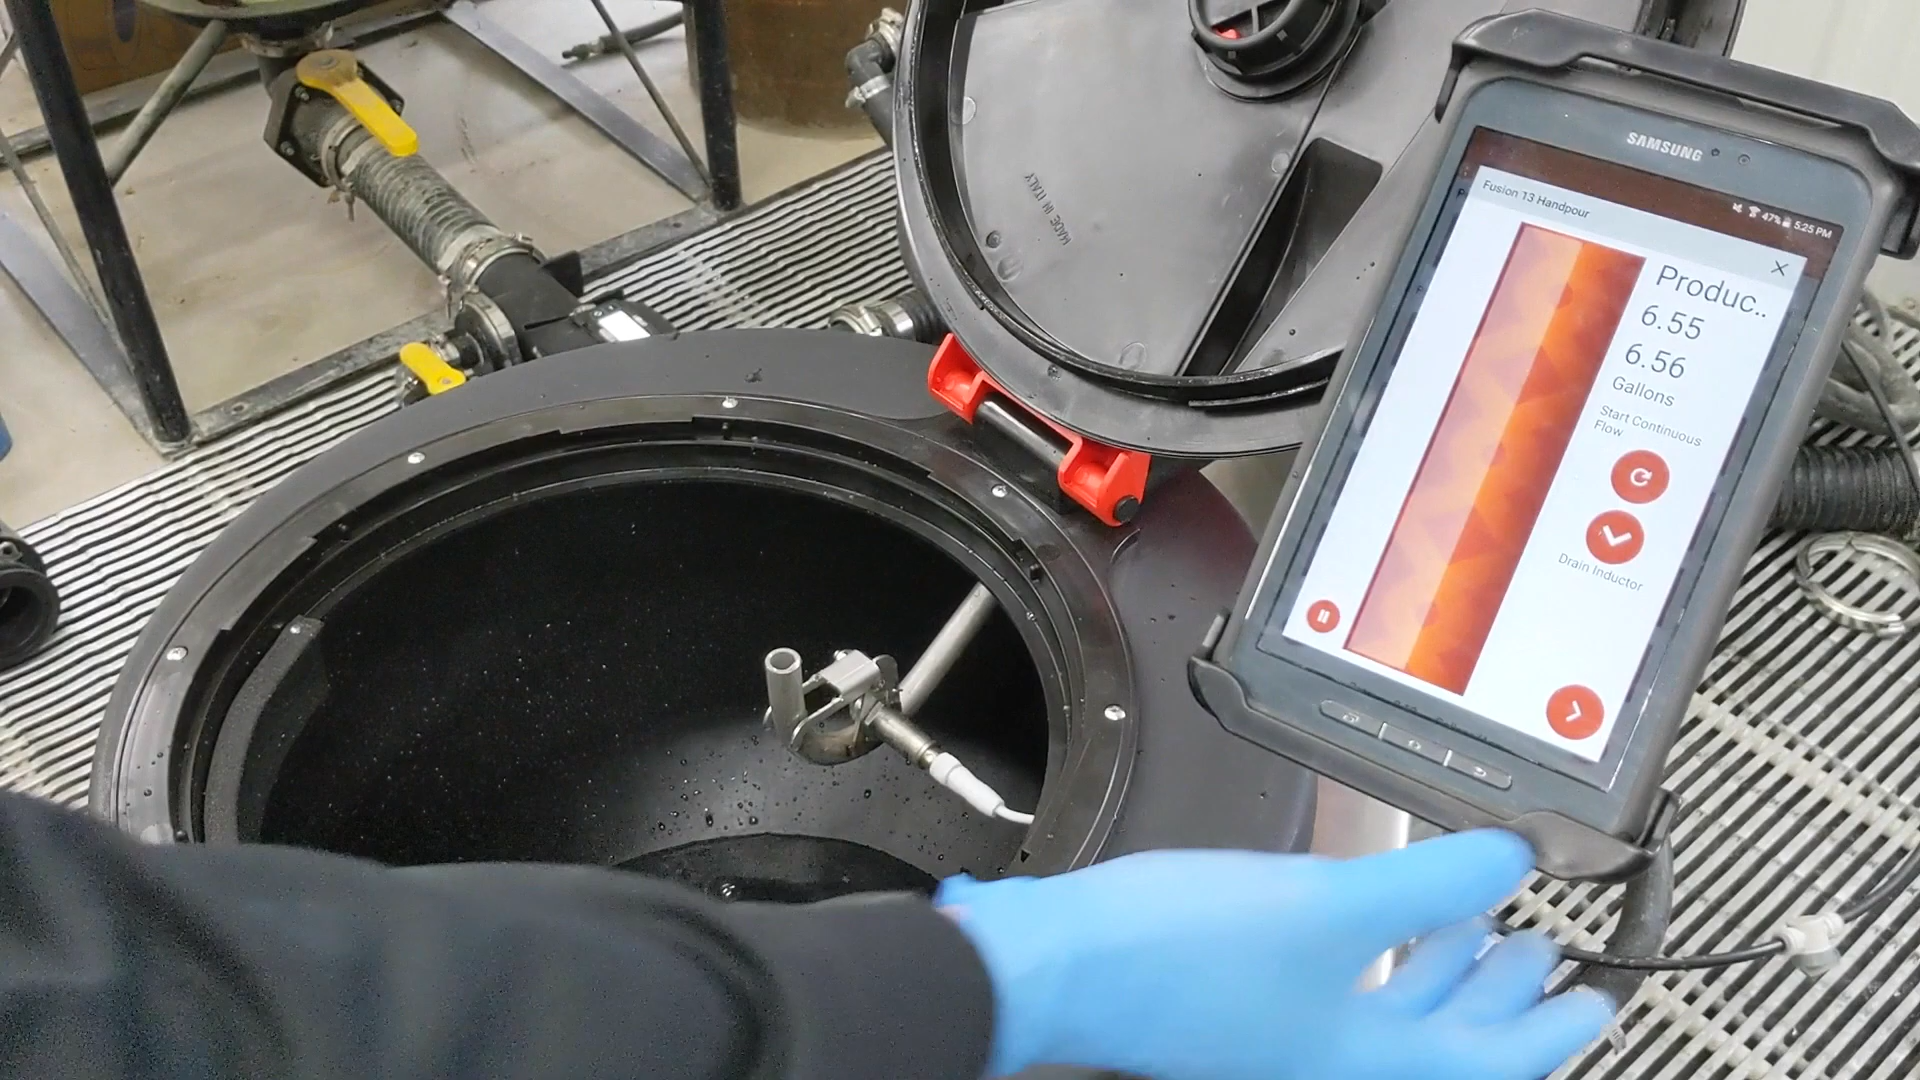 MADE IN ITALY
SAMSUNG
47% 5:25 PM
Fusion 13 Handpour
Produc..
6.55
6.56
Gallons
Start Continuous
Flow
Drain Inductor